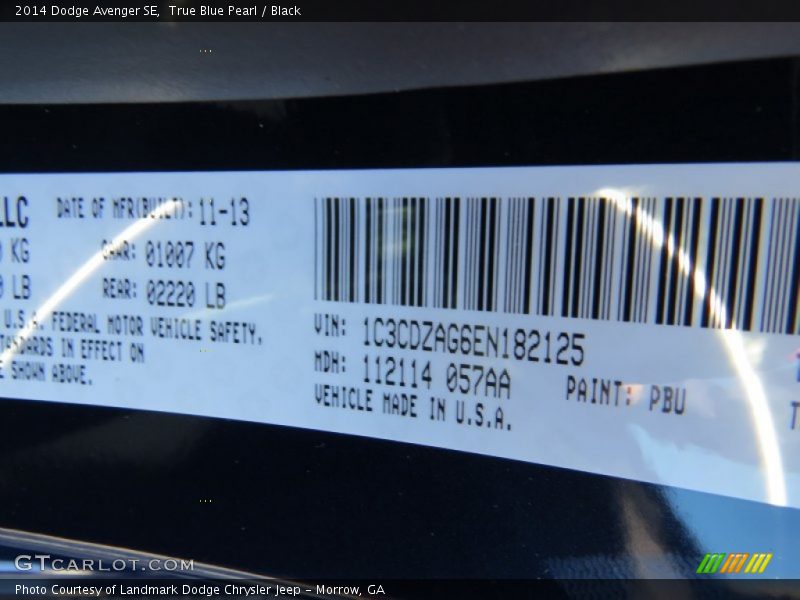 2014 Dodge Avenger SE, True Blue Pearl / Black
LLC DATE OF MFR(BUILT): 11-13
KG GAWR: 01007 KG
LB REAR: 02220 LB
U.S.A. FEDERAL MOTOR VEHICLE SAFETY,
IN EFFECT ON
SHOWN ABOVE.
VIN: 1C3CDZAG6EN182125
MDH: 112114 057AA PAINT: PBU
VEHICLE MADE IN U.S.A.
GTCARLOT.COM
Photo Courtesy of Landmark Dodge Chrysler Jeep - Morrow, GA